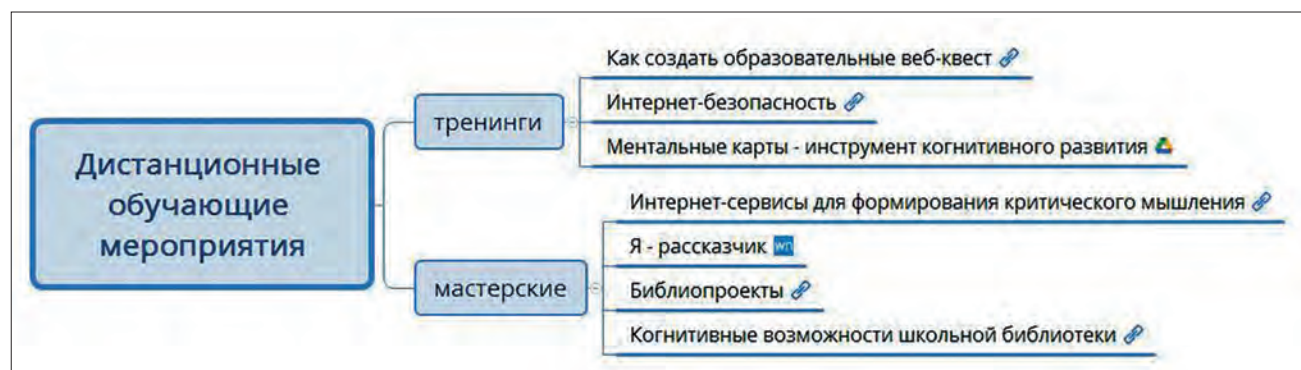 Дистанционные
обучающие
мероприятия
тренинги
Как создать образовательные веб-квест
Интернет-безопасность
Ментальные карты - инструмент когнитивного развития
мастерские
Интернет-сервисы для формирования критического мышления
Я - рассказчик wn
Библиопроекты
Когнитивные возможности школьной библиотеки